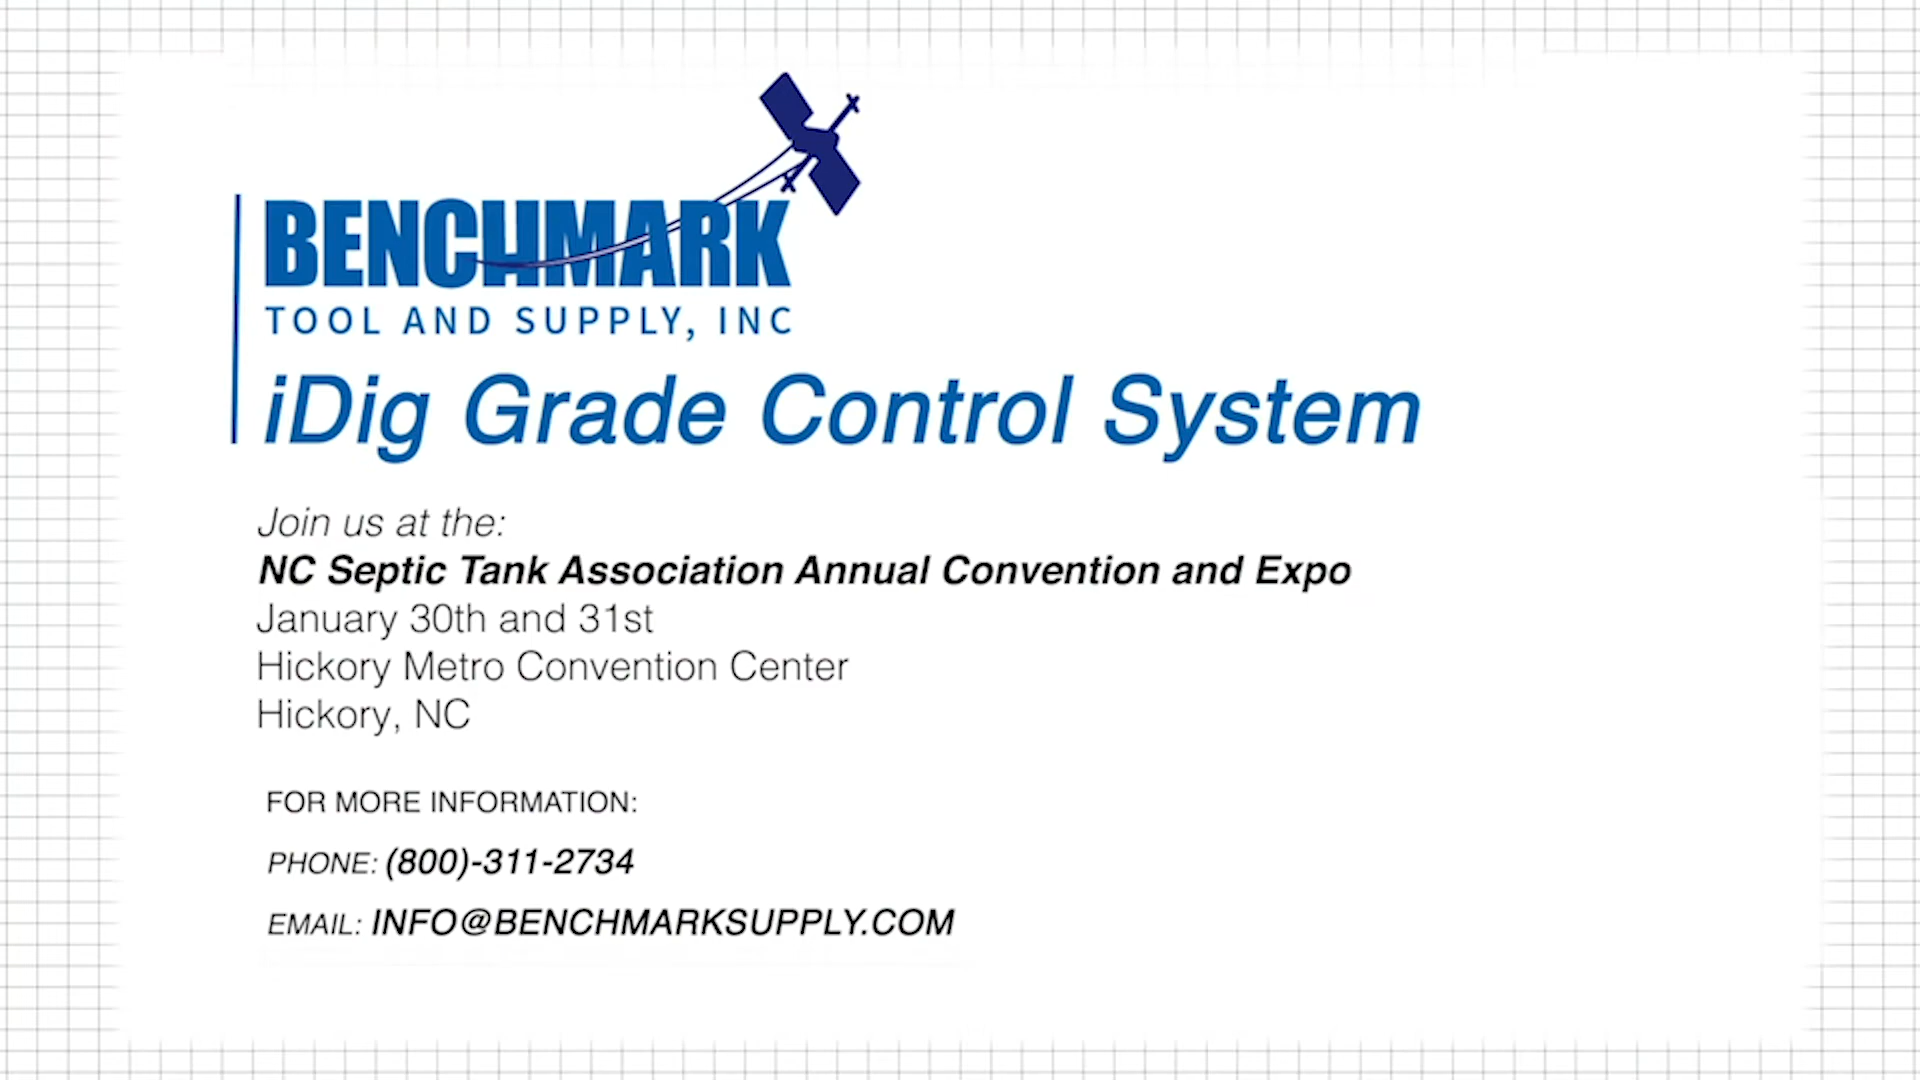 BENCHMARK
TOOL AND SUPPLY, INC
iDig Grade Control System
Join us at the:
NC Septic Tank Association Annual Convention and Expo
January 30th and 31st
Hickory Metro Convention Center
Hickory, NC
FOR MORE INFORMATION:
PHONE: (800)-311-2734
EMAIL: INFO@BENCHMARKSUPPLY.COM